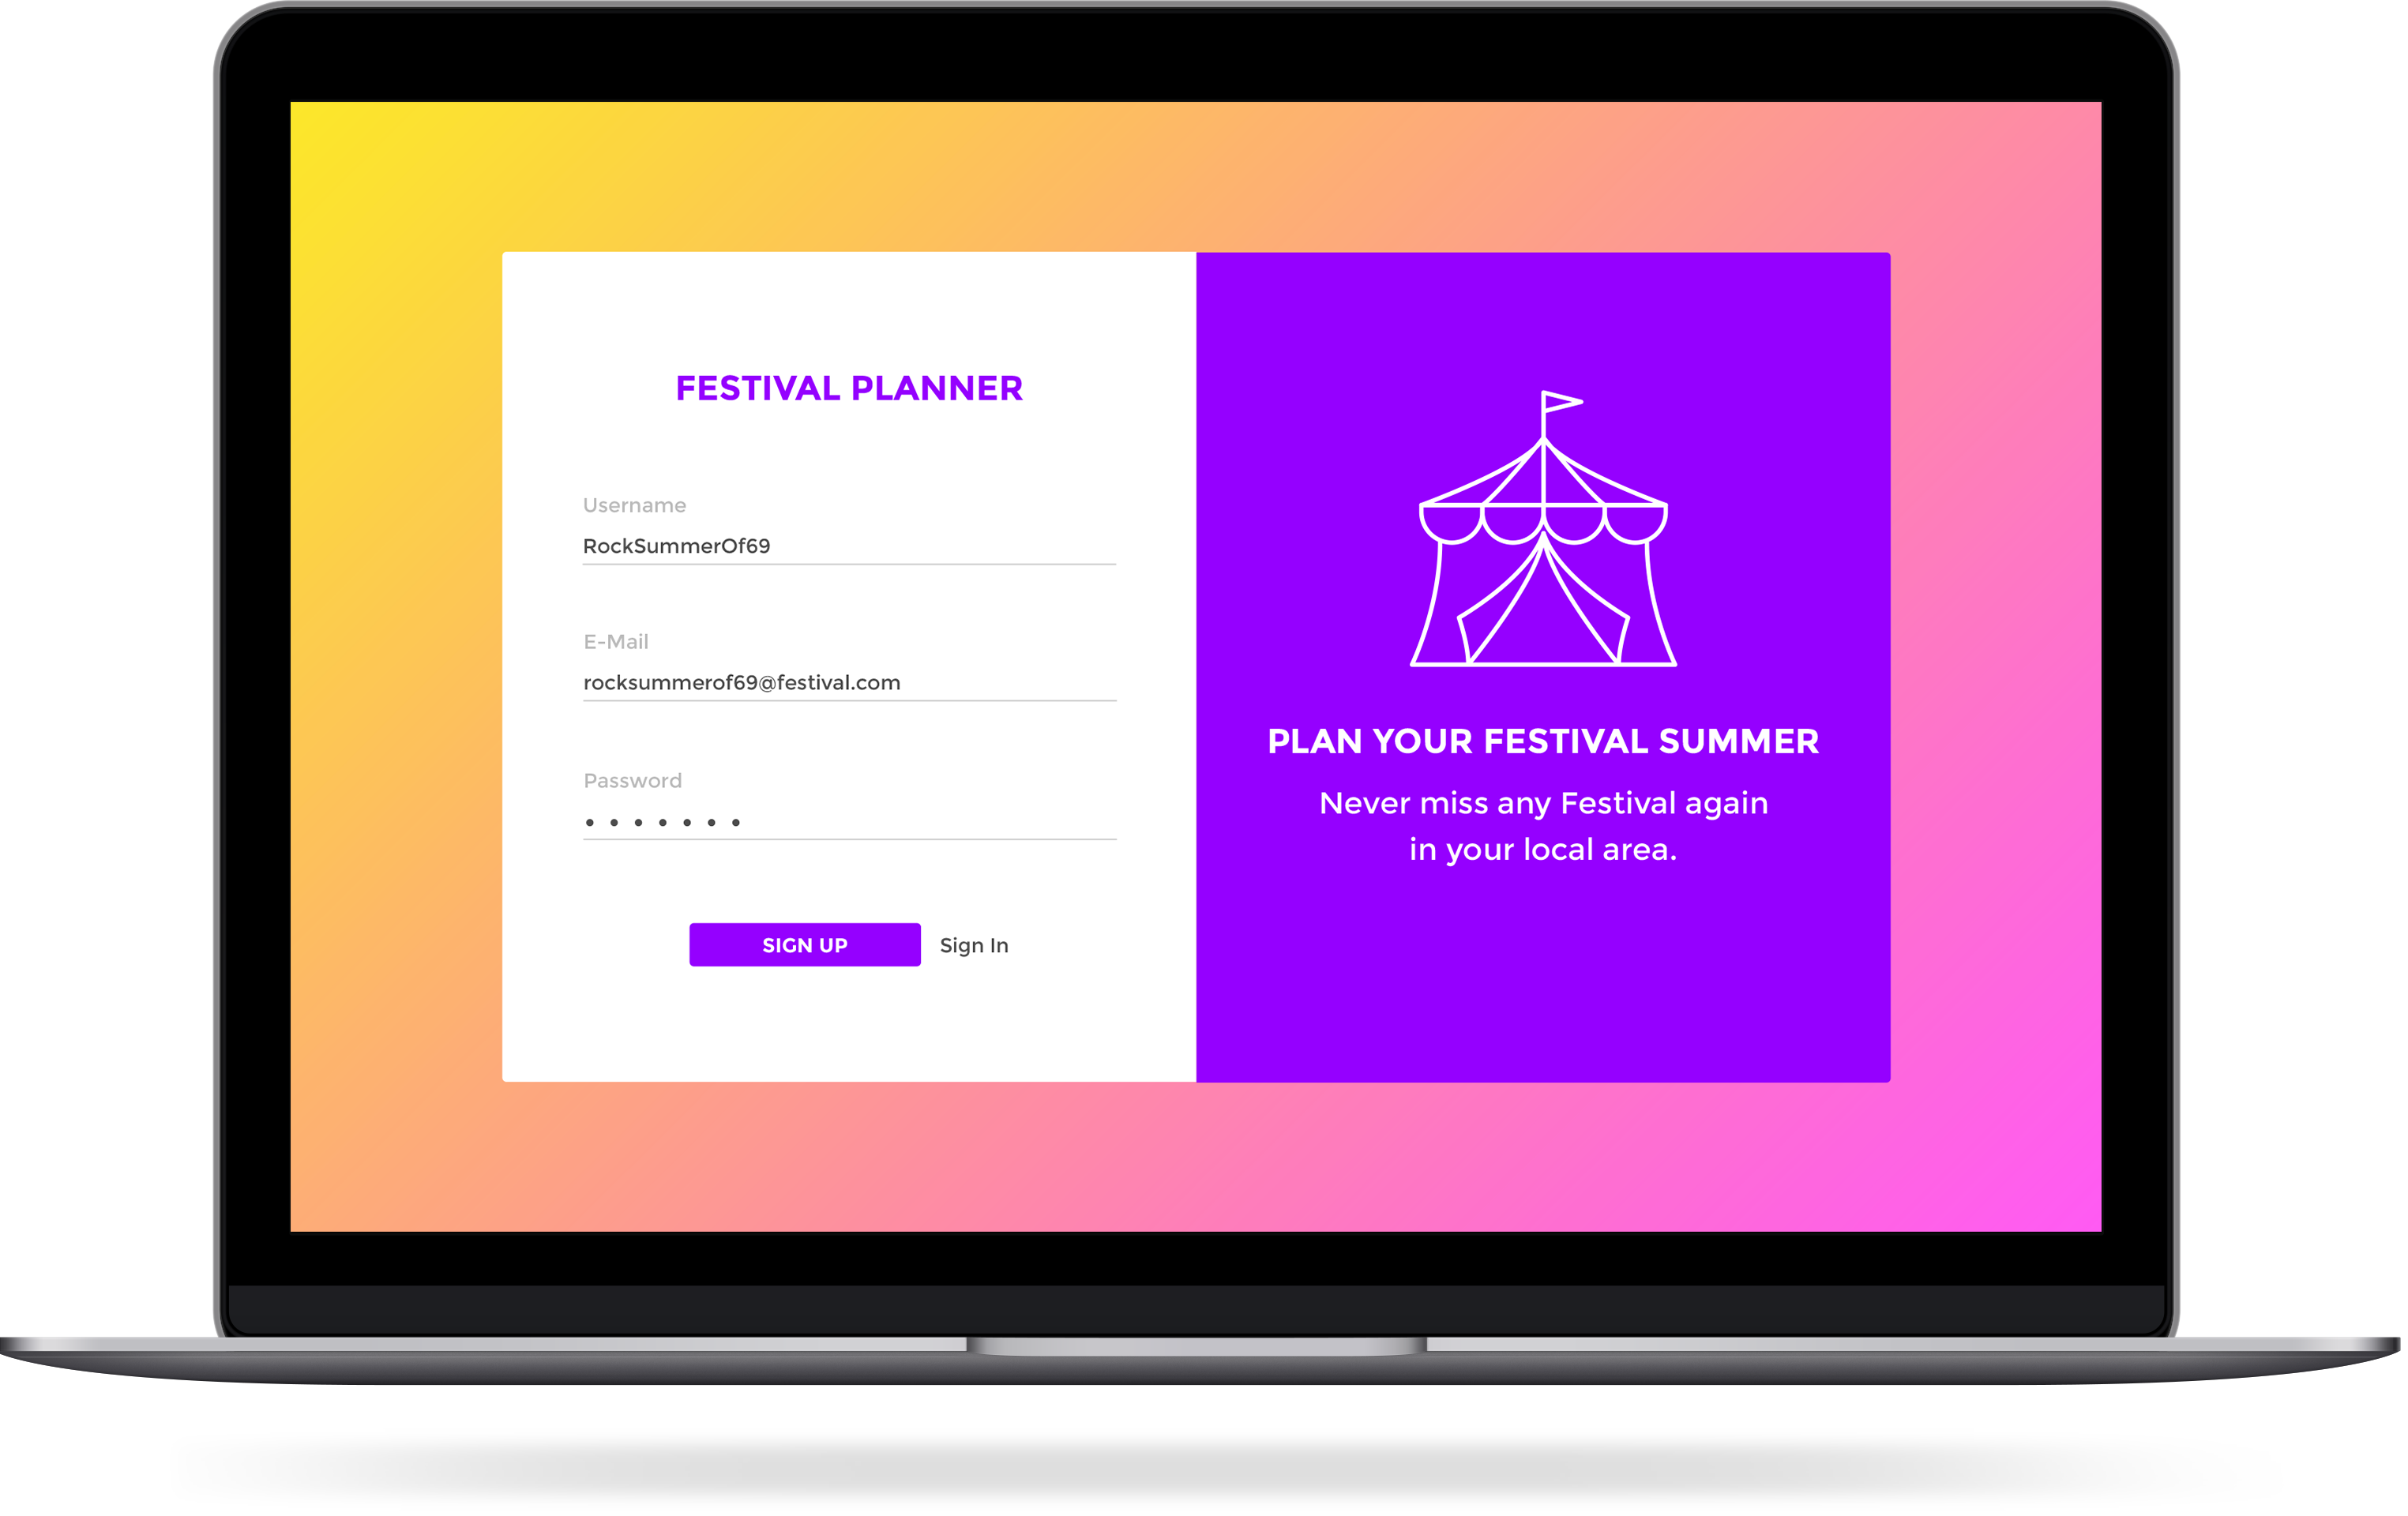 FESTIVAL PLANNER
Username
RockSummerOf69
E-Mail
rocksummerof69@festival.com
Password
• • • • • • •
SIGN UP
Sign In
PLAN YOUR FESTIVAL SUMMER
Never miss any Festival again
in your local area.